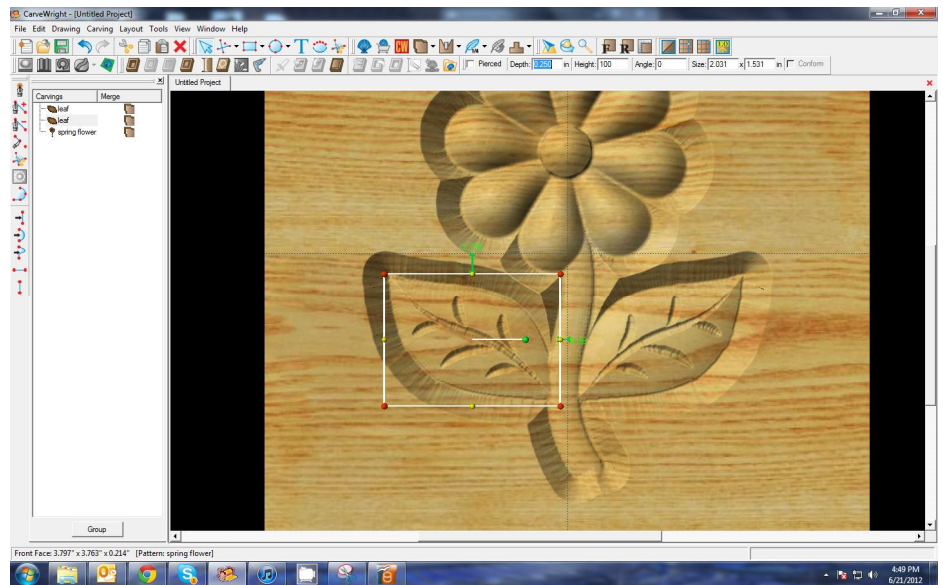 CarveWright - [Untitled Project]
File Edit Drawing Carving Layout Tools View Window Help
T CW F R
Pierced Depth: 0.250 in Height: 100 Angle: 0 Size: 2.031 x 1.531 in Conform
Untitled Project
Carvings Merge
leaf
leaf
spring flower
Group
Front Face: 3.797" x 3.763" x 0.214" [Pattern: spring flower]
4:49 PM
6/21/2012